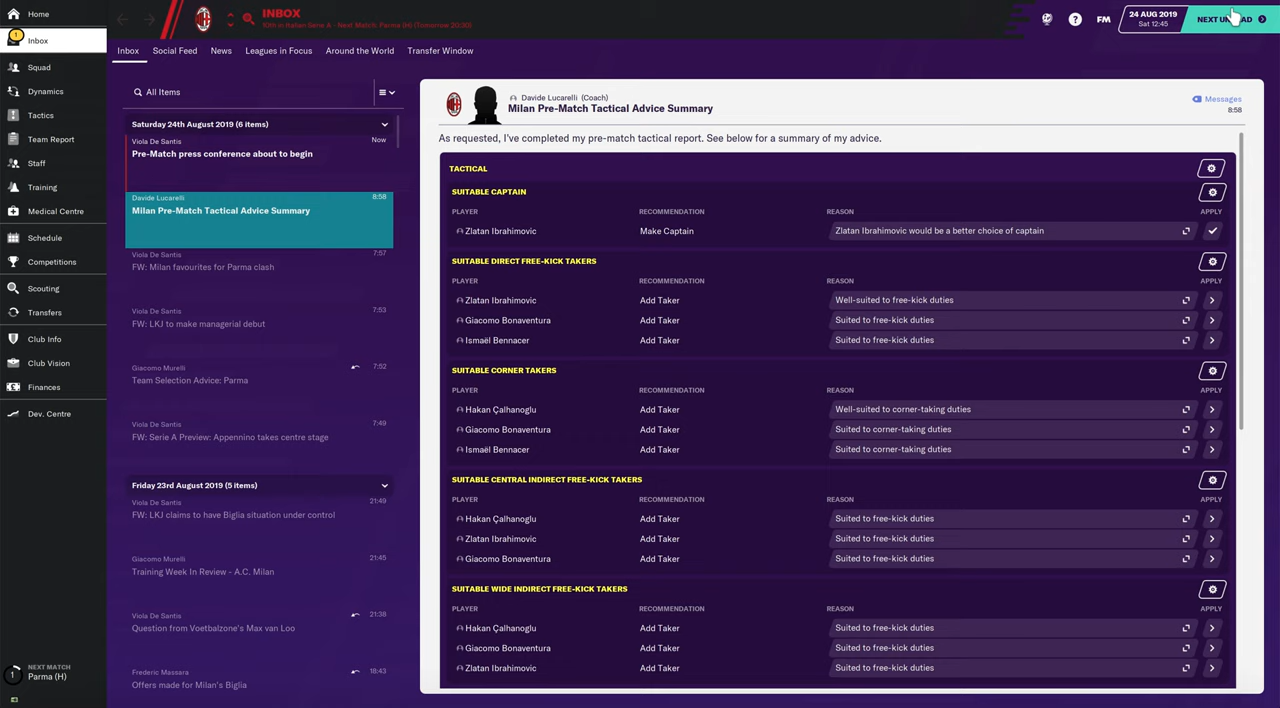 Home
INBOX
10th in Italian Serie A - Next Match: Parma (H) (Tomorrow 20:30)
FM
24 AUG 2019
Sat 12:45
1
Inbox
Squad
Dynamics
Tactics
Team Report
Staff
Training
Medical Centre
Schedule
Competitions
Scouting
Transfers
Club Info
Club Vision
Finances
Dev. Centre
1
NEXT MATCH
Parma (H)
Inbox Social Feed News Leagues in Focus Around the World Transfer Window
All Items
Saturday 24th August 2019 (6 items)
Viola De Santis Now
Pre-Match press conference about to begin
Davide Lucarelli 8:58
Milan Pre-Match Tactical Advice Summary
Viola De Santis 7:57
FW: Milan favourites for Parma clash
Viola De Santis 7:53
FW: LKJ to make managerial debut
Giacomo Murelli 7:52
Team Selection Advice: Parma
Viola De Santis 7:49
FW: Serie A Preview: Appennino takes centre stage
Friday 23rd August 2019 (5 items)
Viola De Santis 21:49
FW: LKJ claims to have Biglia situation under control
Giacomo Murelli 21:45
Training Week In Review - A.C. Milan
Viola De Santis 21:38
Question from Voetbalzone's Max van Loo
Frederic Massara 18:43
Offers made for Milan's Biglia
Davide Lucarelli (Coach)
Milan Pre-Match Tactical Advice Summary
Messages
8:58
As requested, I've completed my pre-match tactical report. See below for a summary of my advice.
TACTICAL
SUITABLE CAPTAIN
PLAYER RECOMMENDATION REASON APPLY
Zlatan Ibrahimovic Make Captain Zlatan Ibrahimovic would be a better choice of captain
SUITABLE DIRECT FREE-KICK TAKERS
PLAYER RECOMMENDATION REASON APPLY
Zlatan Ibrahimovic Add Taker Well-suited to free-kick duties
Giacomo Bonaventura Add Taker Suited to free-kick duties
Ismaël Bennacer Add Taker Suited to free-kick duties
SUITABLE CORNER TAKERS
PLAYER RECOMMENDATION REASON APPLY
Hakan Çalhanoglu Add Taker Well-suited to corner-taking duties
Giacomo Bonaventura Add Taker Suited to corner-taking duties
Ismaël Bennacer Add Taker Suited to corner-taking duties
SUITABLE CENTRAL INDIRECT FREE-KICK TAKERS
PLAYER RECOMMENDATION REASON APPLY
Hakan Çalhanoglu Add Taker Suited to free-kick duties
Zlatan Ibrahimovic Add Taker Suited to free-kick duties
Giacomo Bonaventura Add Taker Suited to free-kick duties
SUITABLE WIDE INDIRECT FREE-KICK TAKERS
PLAYER RECOMMENDATION REASON APPLY
Hakan Çalhanoglu Add Taker Suited to free-kick duties
Giacomo Bonaventura Add Taker Suited to free-kick duties
Zlatan Ibrahimovic Add Taker Suited to free-kick duties